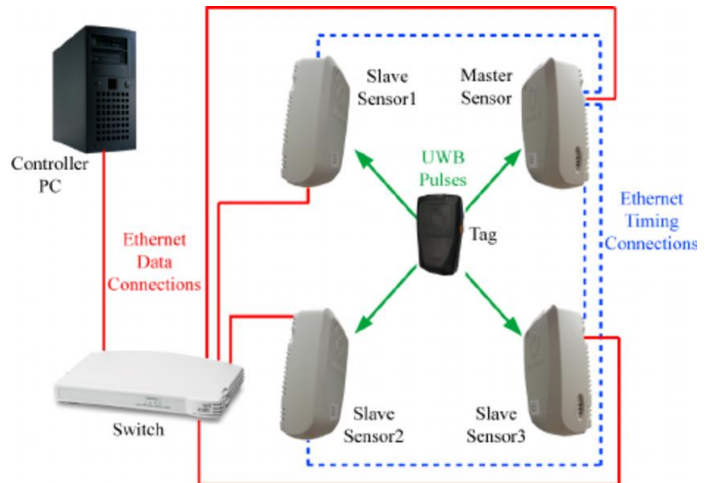 Slave
Sensor1
Master
Sensor
Controller
PC
UWB
Pulses
Tag
Ethernet
Timing
Connections
Ethernet
Data
Connections
Switch
Slave
Sensor2
Slave
Sensor3